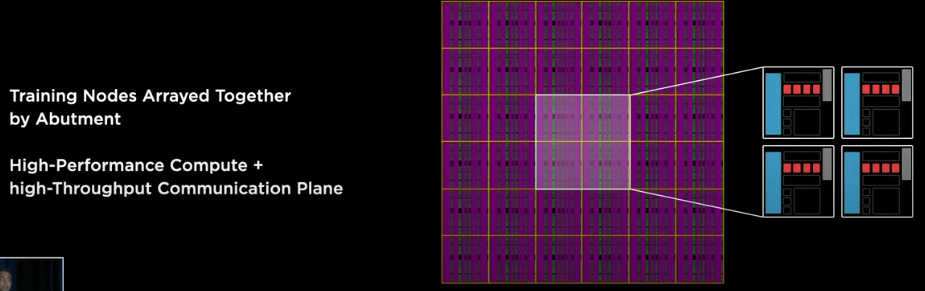 Training Nodes Arrayed Together
by Abutment
High-Performance Compute +
high-Throughput Communication Plane